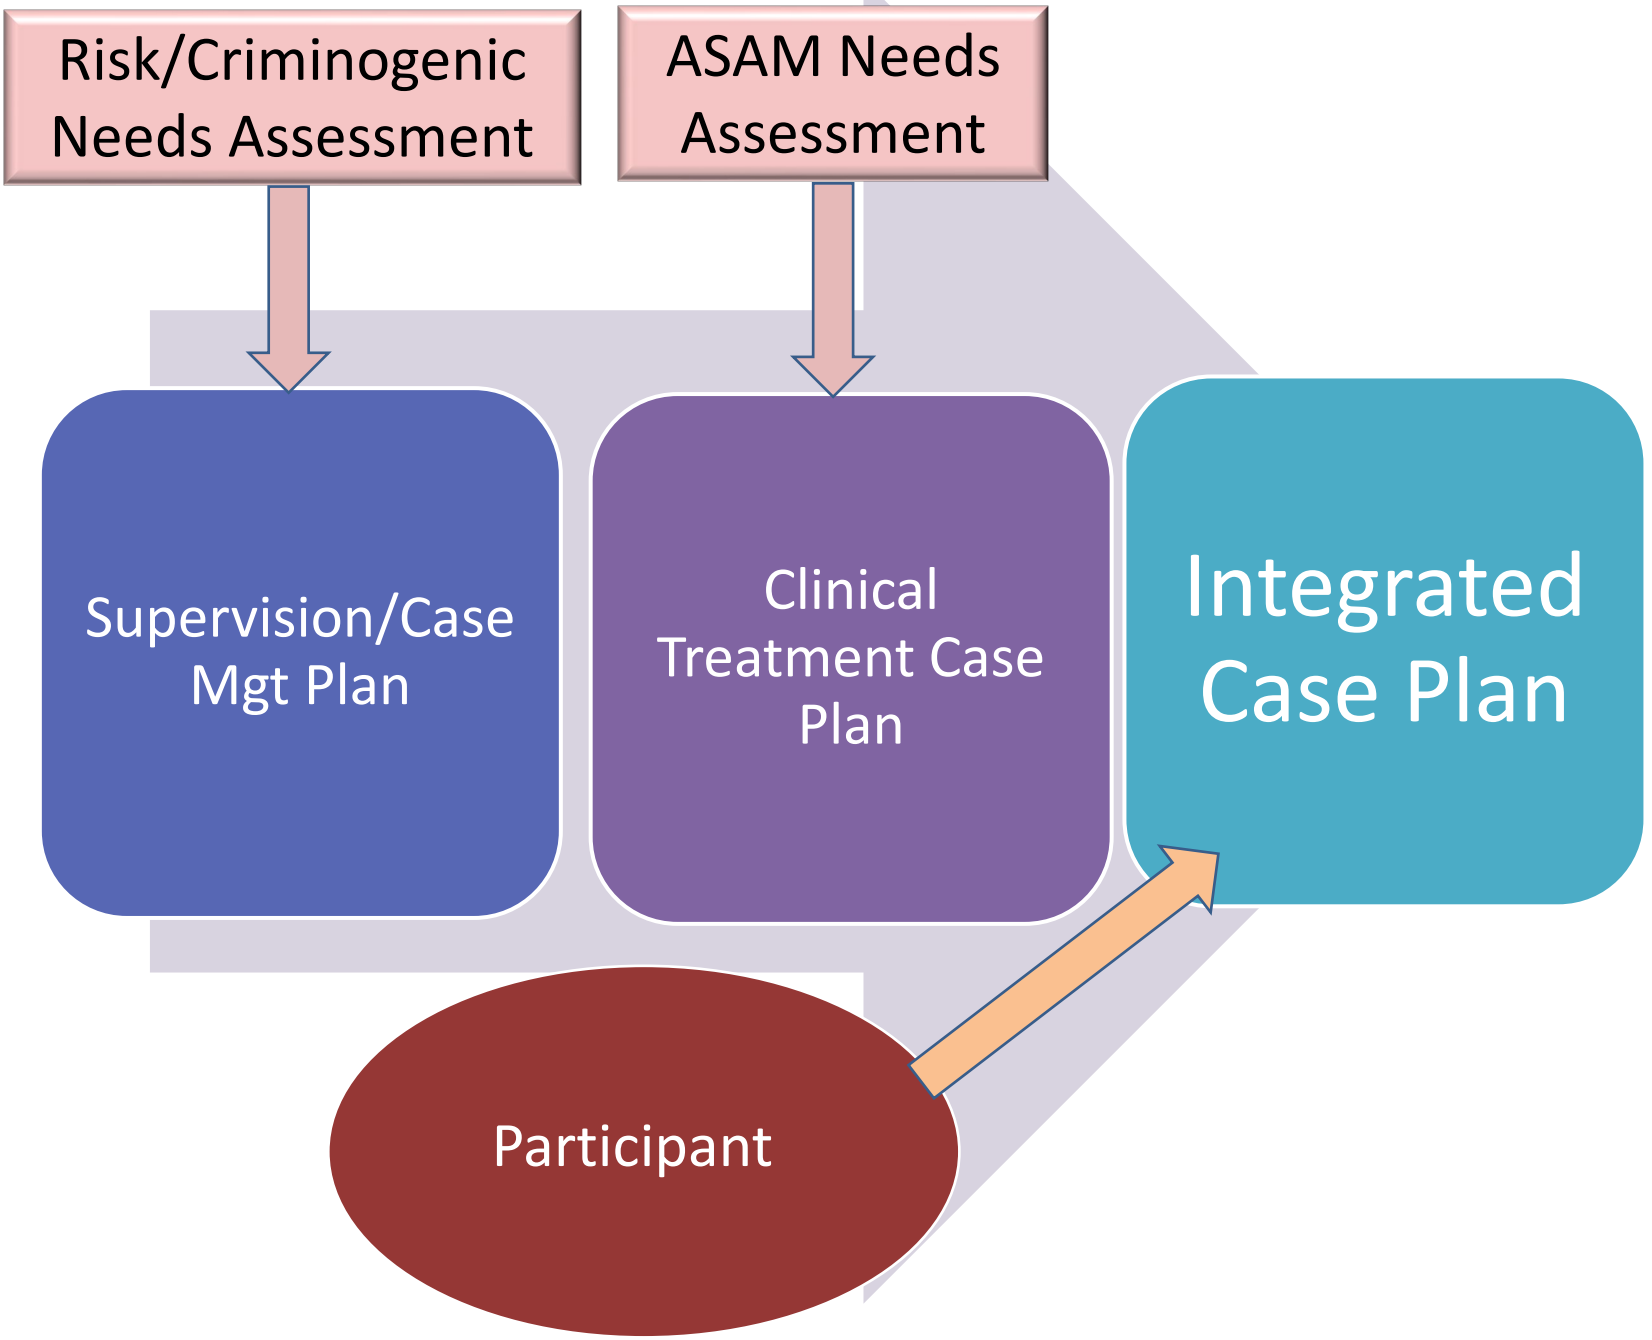 Risk/Criminogenic
Needs Assessment
ASAM Needs
Assessment
Supervision/Case
Mgt Plan
Clinical
Treatment Case
Plan
Integrated
Case Plan
Participant